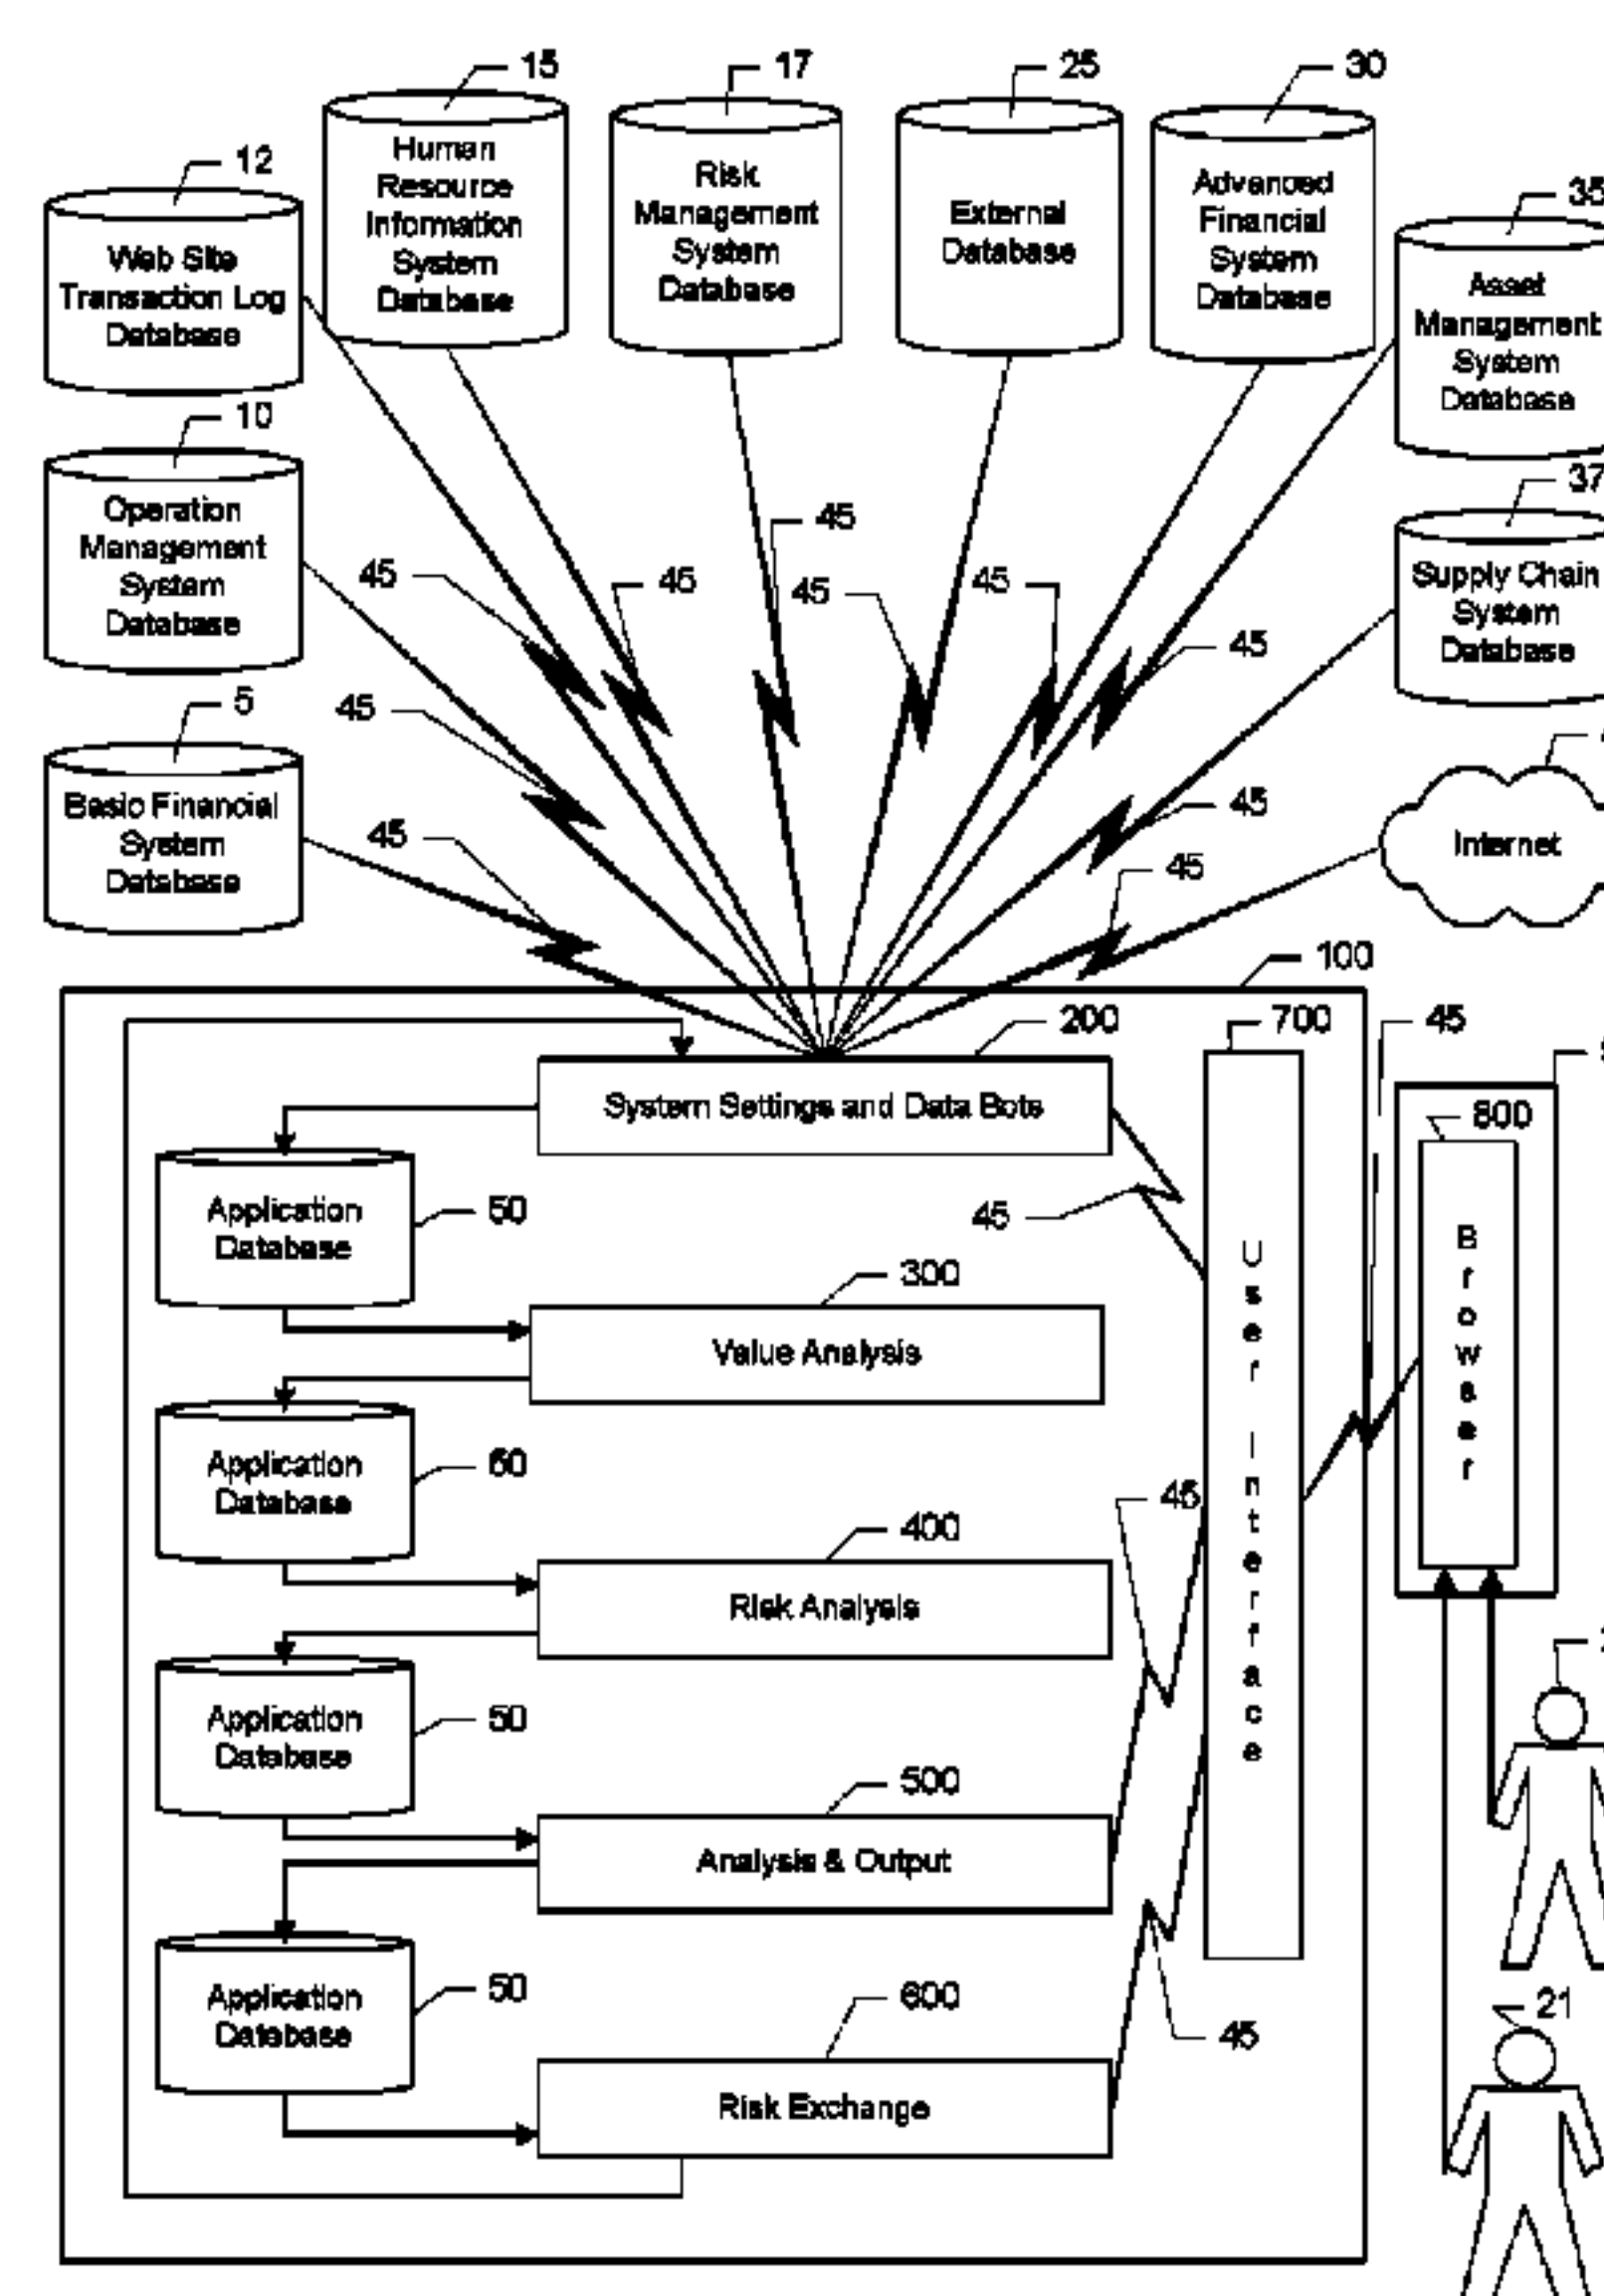 15
17
25
30
12
35
Human
Resource
Information
System
Database
Risk
Management
System
Database
External
Database
Advanced
Financial
System
Database
Web Site
Transaction Log
Database
Asset
Management
System
Database
10
37
Operation
Management
System
Database
45
45
45
45
45
45
Supply Chain
System
Database
5
45
45
45
45
Basic Financial
System
Database
Internet
100
200
700
45
System Settings and Data Bots
800
Application
Database
50
45
300
Value Analysis
User Interface
Browser
Application
Database
50
45
400
Risk Analysis
Application
Database
50
500
Analysis & Output
Application
Database
50
600
45
21
Risk Exchange